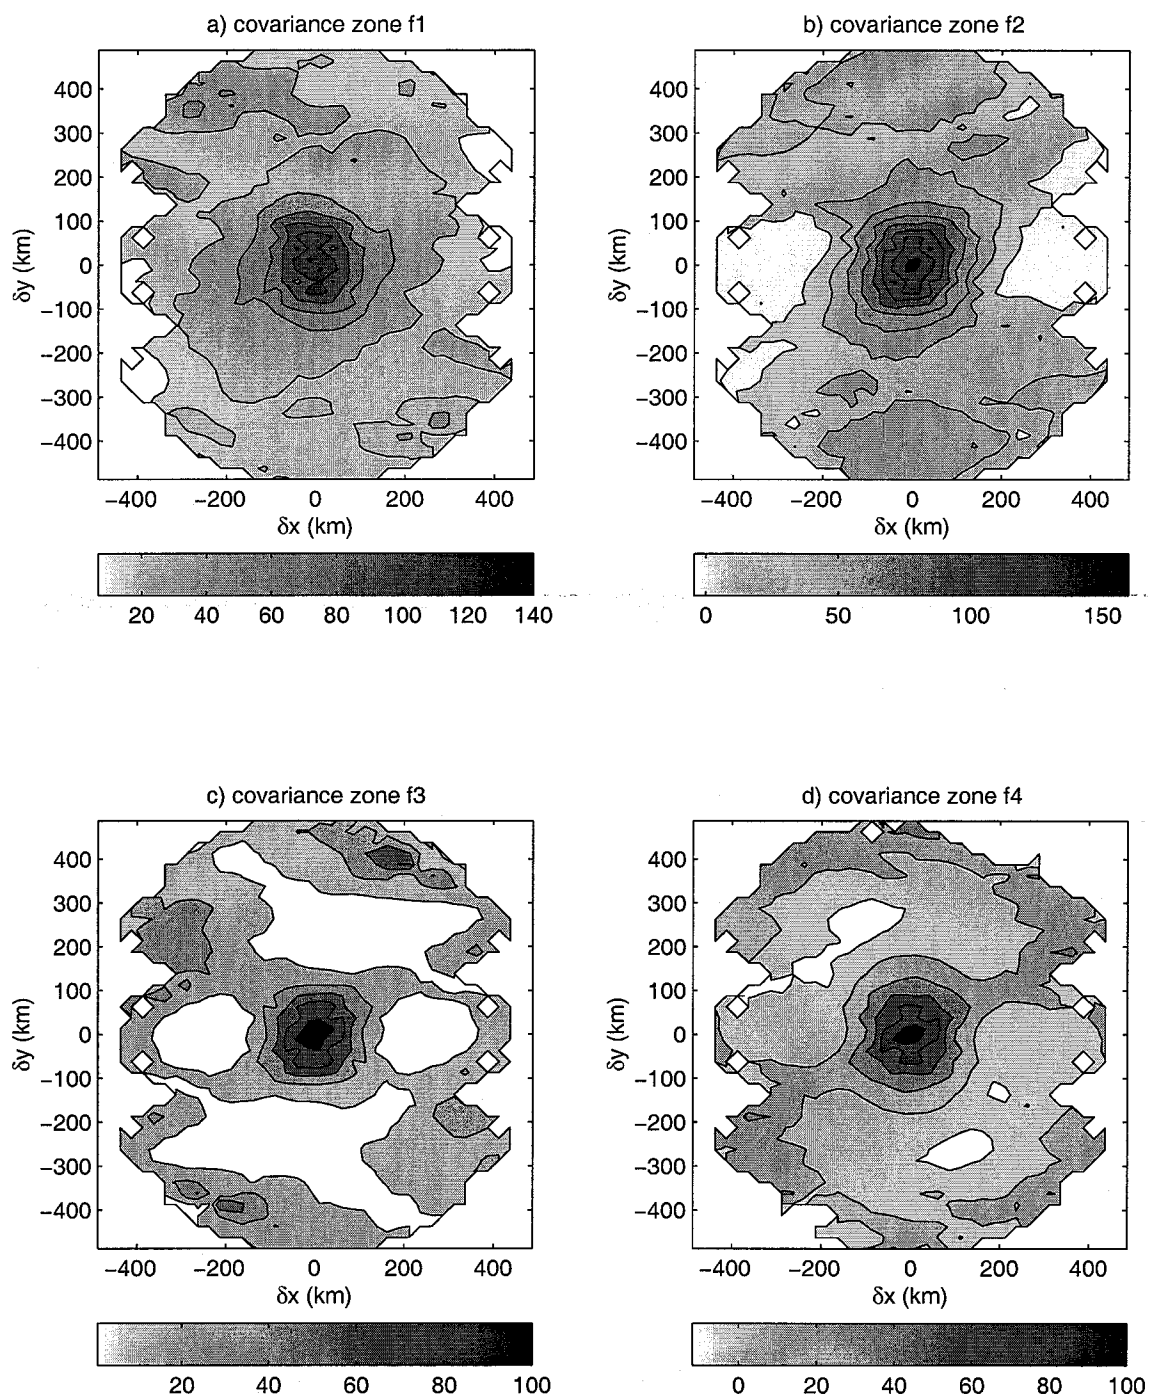 a) covariance zone f1
400
300
200
100
0
−100
−200
−300
−400
δy (km)
−400 −200 0 200 400
δx (km)
20 40 60 80 100 120 140
b) covariance zone f2
400
300
200
100
0
−100
−200
−300
−400
δy (km)
−400 −200 0 200 400
δx (km)
0 50 100 150
c) covariance zone f3
400
300
200
100
0
−100
−200
−300
−400
δy (km)
−400 −200 0 200 400
δx (km)
20 40 60 80 100
d) covariance zone f4
400
300
200
100
0
−100
−200
−300
−400
δy (km)
−400 −200 0 200 400
δx (km)
0 20 40 60 80 100